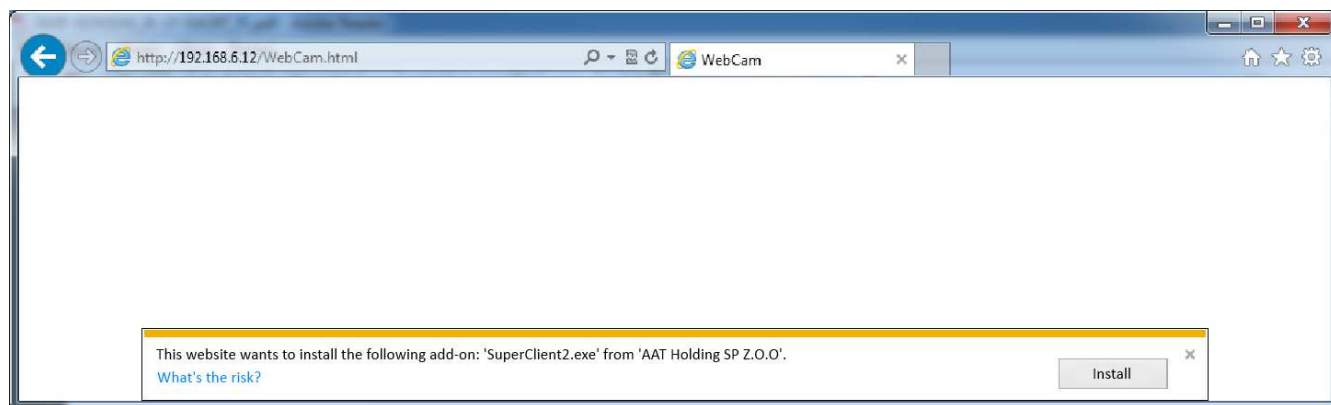 http://192.168.6.12/WebCam.html
WebCam
This website wants to install the following add-on: 'SuperClient2.exe' from 'AAT Holding SP Z.O.O'.
What's the risk?
Install